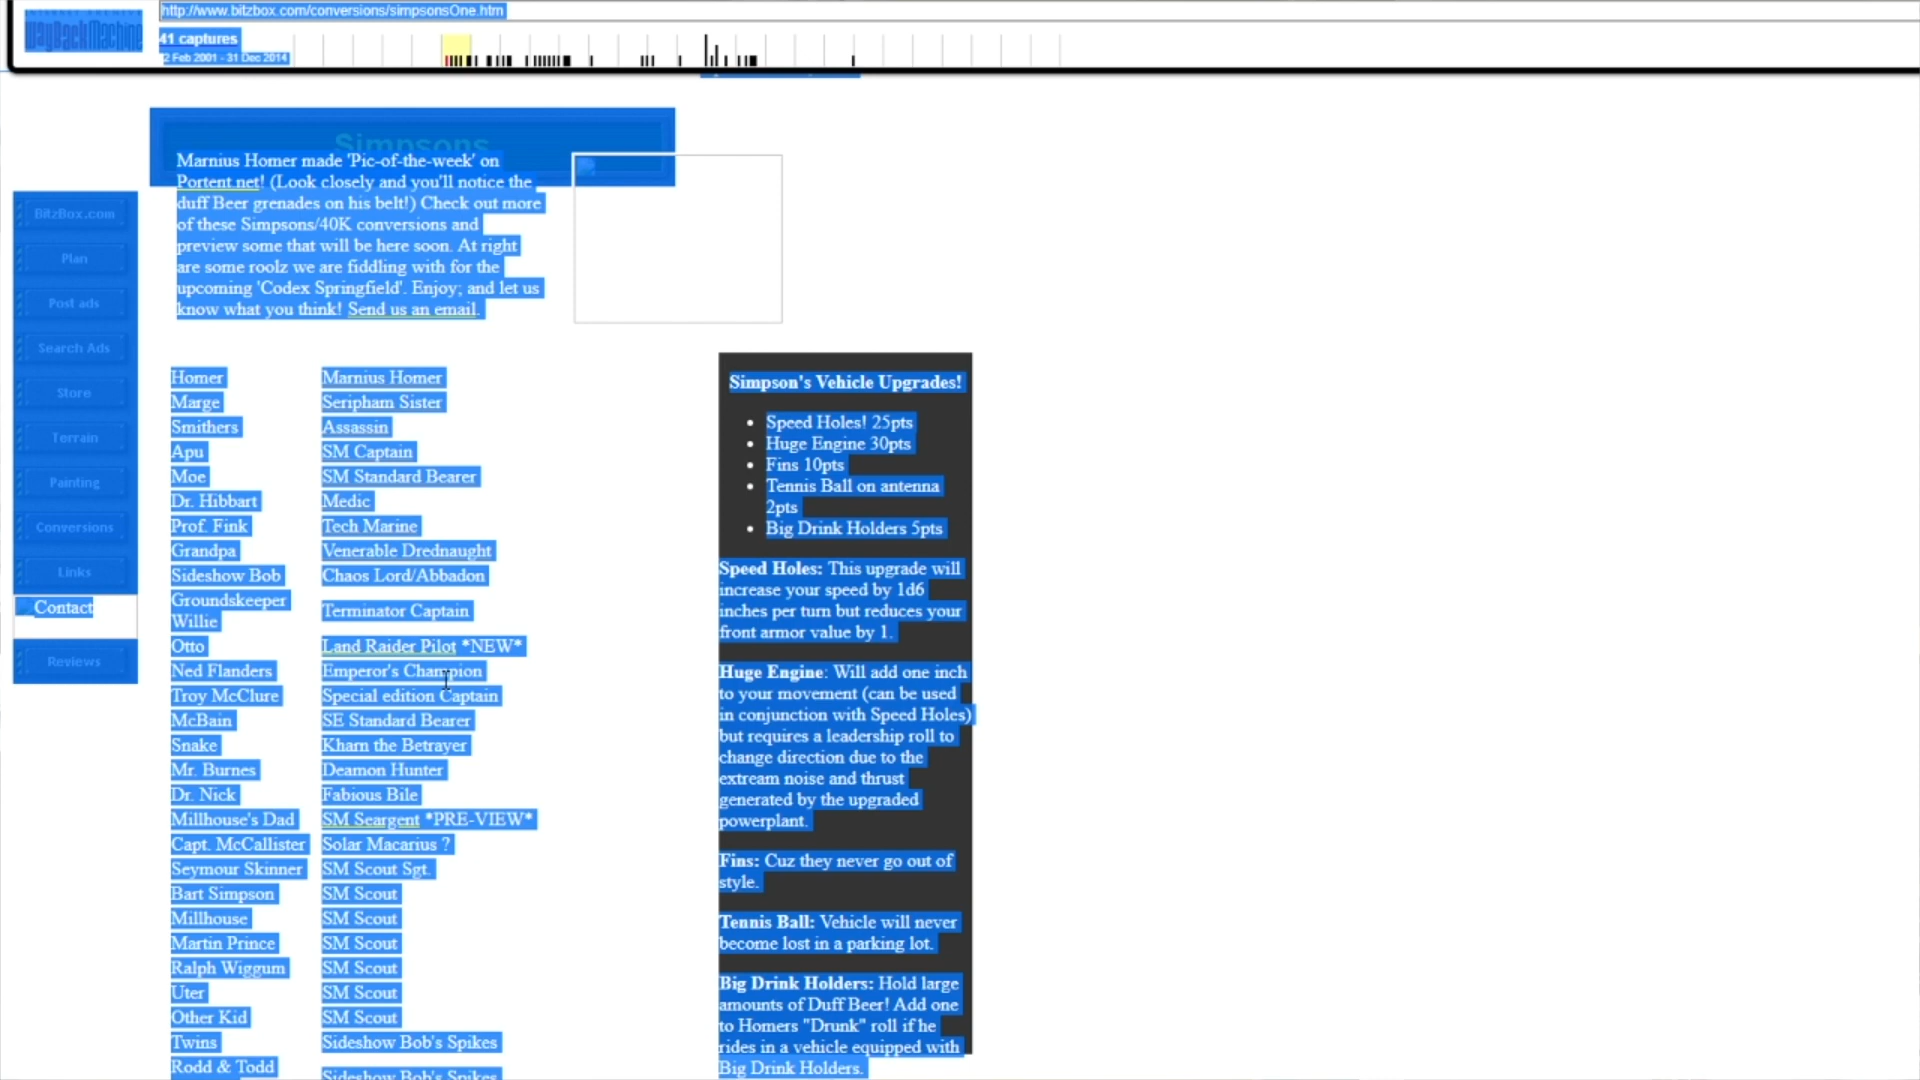 http://www.bitzbox.com/conversions/simpsonsOne.htm
INTERNET ARCHIVE
WayBackMachine
41 captures
2 Feb 2001 - 31 Dec 2014
Simpsons
Marnius Homer made 'Pic-of-the-week' on
Portent.net! (Look closely and you'll notice the
duff Beer grenades on his belt!) Check out more
of these Simpsons/40K conversions and
preview some that will be here soon. At right
are some roolz we are fiddling with for the
upcoming 'Codex Springfield'. Enjoy; and let us
know what you think! Send us an email.
BitzBox.com
Plan
Post ads
Search Ads
Store
Terrain
Painting
Conversions
Links
Contact
Reviews
Homer Marnius Homer
Marge Seripham Sister
Smithers Assassin
Apu SM Captain
Moe SM Standard Bearer
Dr. Hibbart Medic
Prof. Fink Tech Marine
Grandpa Venerable Drednaught
Sideshow Bob Chaos Lord/Abbadon
Groundskeeper
Willie Terminator Captain
Otto Land Raider Pilot *NEW*
Ned Flanders Emperor's Champion
Troy McClure Special edition Captain
McBain SE Standard Bearer
Snake Kharn the Betrayer
Mr. Burnes Deamon Hunter
Dr. Nick Fabious Bile
Millhouse's Dad SM Seargent *PRE-VIEW*
Capt. McCallister Solar Macarius ?
Seymour Skinner SM Scout Sgt.
Bart Simpson SM Scout
Millhouse SM Scout
Martin Prince SM Scout
Ralph Wiggum SM Scout
Uter SM Scout
Other Kid SM Scout
Twins Sideshow Bob's Spikes
Rodd & Todd
Sideshow Bob's Spikes
Simpson's Vehicle Upgrades!
• Speed Holes! 25pts
• Huge Engine 30pts
• Fins 10pts
• Tennis Ball on antenna
2pts
• Big Drink Holders 5pts
Speed Holes: This upgrade will
increase your speed by 1d6
inches per turn but reduces your
front armor value by 1.
Huge Engine: Will add one inch
to your movement (can be used
in conjunction with Speed Holes)
but requires a leadership roll to
change direction due to the
extream noise and thrust
generated by the upgraded
powerplant.
Fins: Cuz they never go out of
style.
Tennis Ball: Vehicle will never
become lost in a parking lot.
Big Drink Holders: Hold large
amounts of Duff Beer! Add one
to Homers "Drunk" roll if he
rides in a vehicle equipped with
Big Drink Holders.